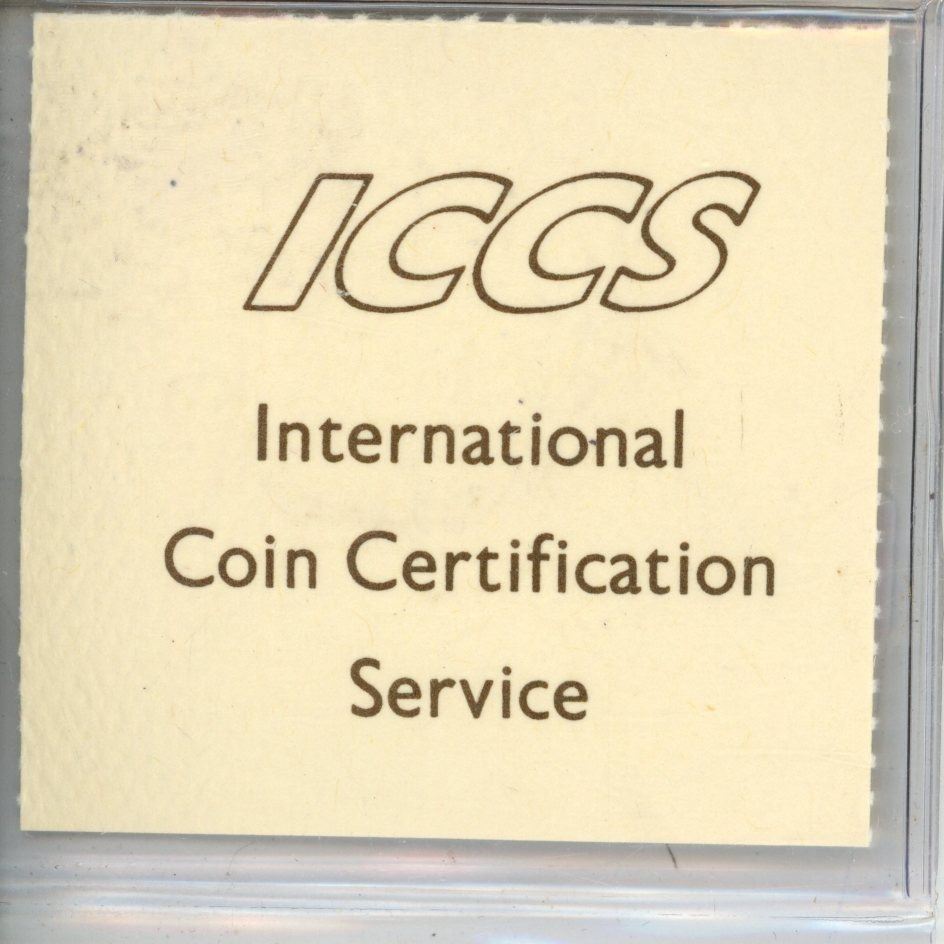 ICCS
International
Coin Certification
Service